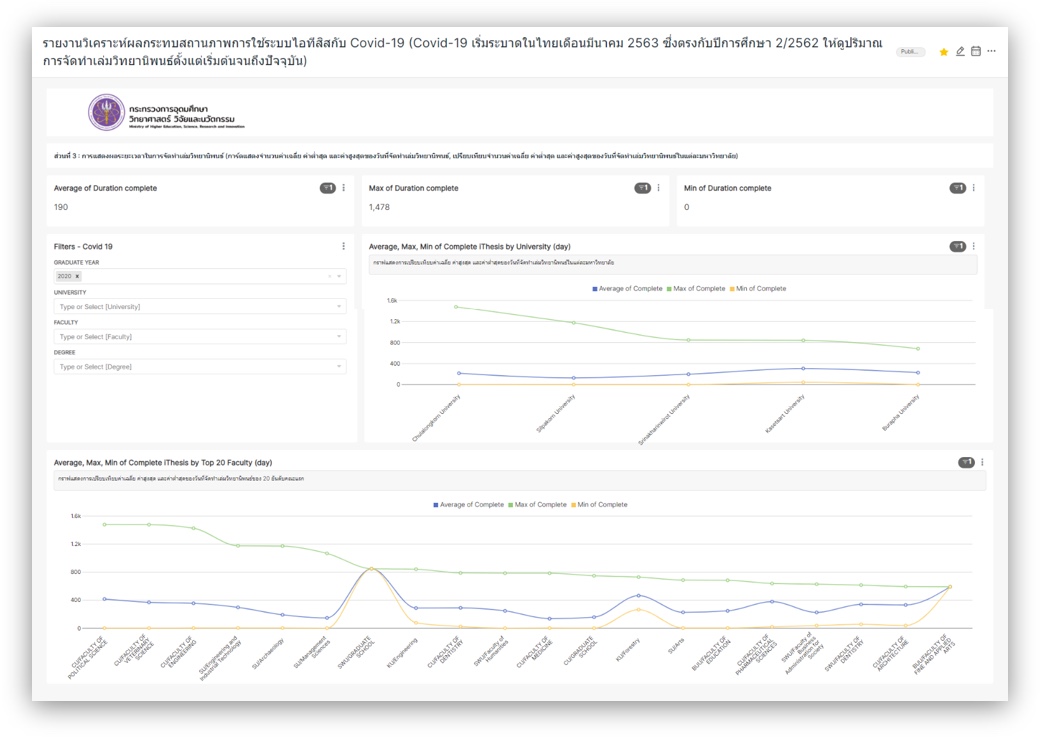 รายงานวิเคราะห์ผลกระทบสถานภาพการใช้ระบบไอทีสิสกับ Covid-19 (Covid-19 เริ่มระบาดในไทยเดือนมีนาคม 2563 ซึ่งตรงกับปีการศึกษา 2/2562 ให้ดูปริมาณ
การจัดทำเล่มวิทยานิพนธ์ตั้งแต่เริ่มต้นจนถึงปัจจุบัน)
Publi...
กระทรวงการอุดมศึกษา
วิทยาศาสตร์ วิจัยและนวัตกรรม
Ministry of Higher Education, Science, Research and Innovation
ส่วนที่ 3 : การแสดงผลระยะเวลาในการจัดทำเล่มวิทยานิพนธ์ (การ์ดแสดงจำนวนค่าเฉลี่ย ค่าต่ำสุด และค่าสูงสุดของวันที่จัดทำเล่มวิทยานิพนธ์, เปรียบเทียบจำนวนค่าเฉลี่ย ค่าต่ำสุด และค่าสูงสุดของวันที่จัดทำเล่มวิทยานิพนธ์ในแต่ละมหาวิทยาลัย)
Average of Duration complete
1
190
Max of Duration complete
1
1,478
Min of Duration complete
1
0
Filters - Covid 19
GRADUATE YEAR
2020 ×
UNIVERSITY
Type or Select [University]
FACULTY
Type or Select [Faculty]
DEGREE
Type or Select [Degree]
Average, Max, Min of Complete iThesis by University (day)
1
กราฟแสดงการเปรียบเทียบค่าเฉลี่ย ค่าสูงสุด และค่าต่ำสุดของวันที่จัดทำเล่มวิทยานิพนธ์ในแต่ละมหาวิทยาลัย
Average of Complete Max of Complete Min of Complete
1.6k
1.2k
800
400
0
Chulalongkorn University
Silpakorn University
Srinakharinwirot University
Kasetsart University
Burapha University
Average, Max, Min of Complete iThesis by Top 20 Faculty (day)
1
กราฟแสดงการเปรียบเทียบค่าเฉลี่ย ค่าสูงสุด และค่าต่ำสุดของวันที่จัดทำเล่มวิทยานิพนธ์ของ 20 อันดับคณะแรก
Average of Complete Max of Complete Min of Complete
1.6k
1.2k
800
400
0
CU/FACULTY OF
POLITICAL SCIENCE
CU/FACULTY OF
VETERINARY
SCIENCE
CU/FACULTY OF
ENGINEERING
SU/Engineering and
Industrial Technology
SU/Archaeology
SU/Management
Sciences
SWU/GRADUATE
SCHOOL
KU/Engineering
CU/FACULTY OF
DENTISTRY
SWU/Faculty of
Humanities
CU/FACULTY OF
MEDICINE
CU/GRADUATE
SCHOOL
KU/Forestry
SU/Arts
BUU/FACULTY OF
EDUCATION
CU/FACULTY OF
PHARMACEUTICAL
SCIENCES
SWU/Faculty of
Business
Administration for
Society
SWU/FACULTY OF
DENTISTRY
CU/FACULTY OF
ARCHITECTURE
BUU/FACULTY OF
FINE AND APPLIED
ARTS